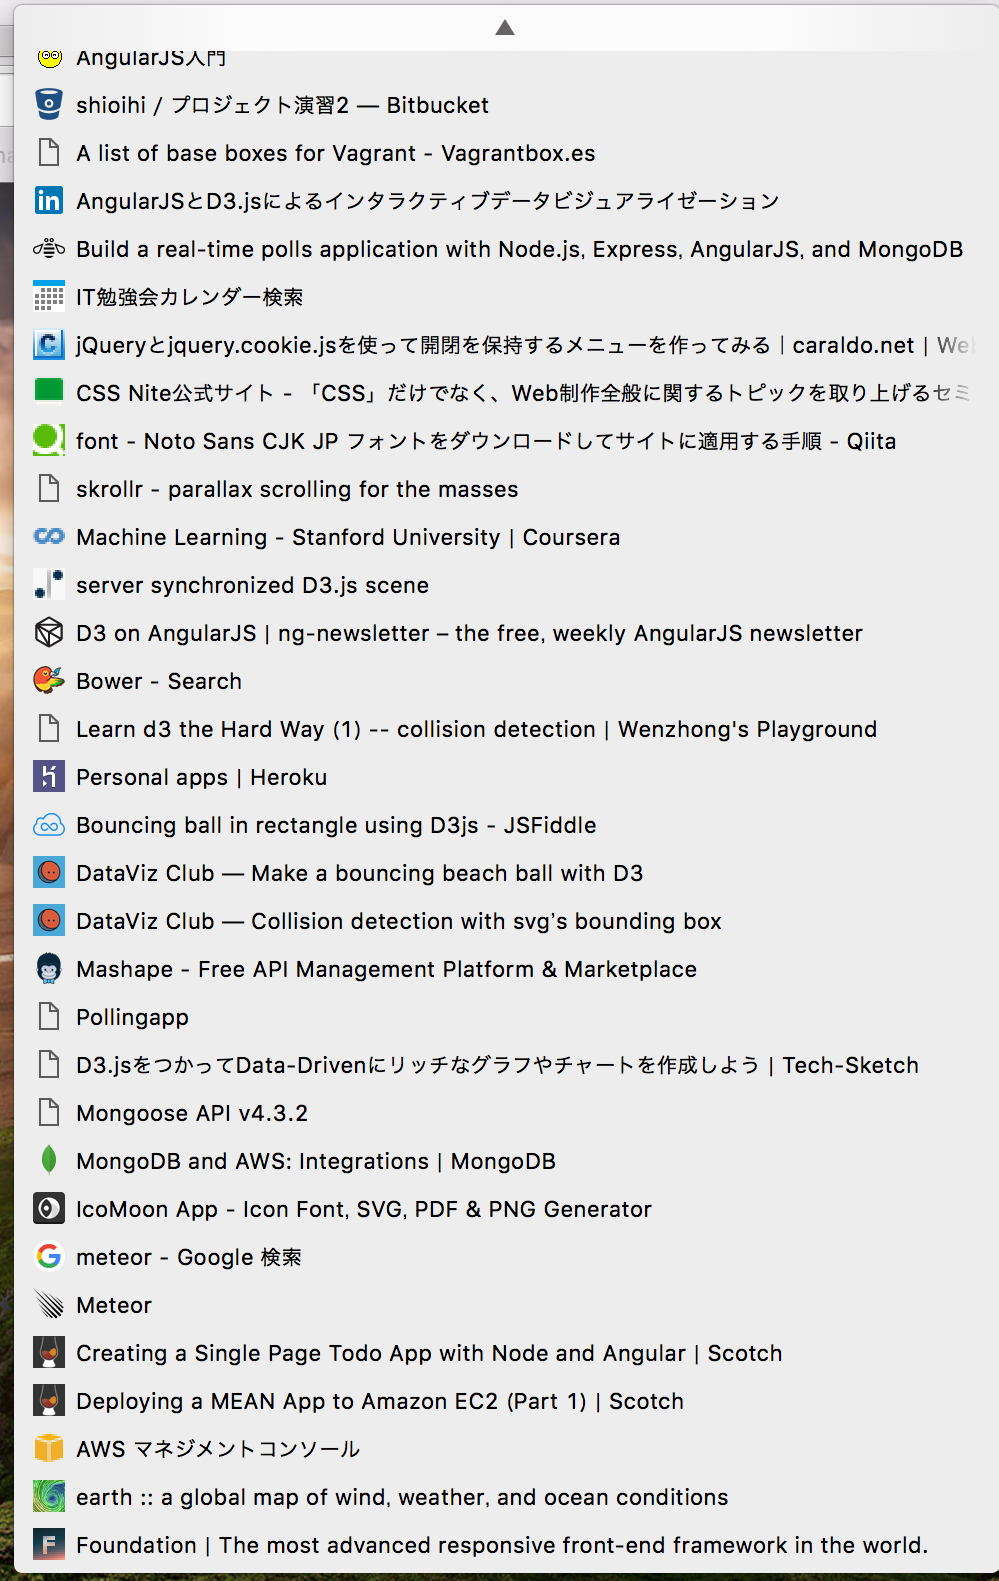 AngularJS入門
shioihi / プロジェクト演習2 — Bitbucket
A list of base boxes for Vagrant - Vagrantbox.es
AngularJSとD3.jsによるインタラクティブデータビジュアライゼーション
Build a real-time polls application with Node.js, Express, AngularJS, and MongoDB
IT勉強会カレンダー検索
jQueryとjquery.cookie.jsを使って開閉を保持するメニューを作ってみる | caraldo.net | We
CSS Nite公式サイト - 「CSS」だけでなく、Web制作全般に関するトピックを取り上げるセミ
font - Noto Sans CJK JP フォントをダウンロードしてサイトに適用する手順 - Qiita
skrollr - parallax scrolling for the masses
Machine Learning - Stanford University | Coursera
server synchronized D3.js scene
D3 on AngularJS | ng-newsletter – the free, weekly AngularJS newsletter
Bower - Search
Learn d3 the Hard Way (1) -- collision detection | Wenzhong's Playground
Personal apps | Heroku
Bouncing ball in rectangle using D3js - JSFiddle
DataViz Club — Make a bouncing beach ball with D3
DataViz Club — Collision detection with svg’s bounding box
Mashape - Free API Management Platform & Marketplace
Pollingapp
D3.jsをつかってData-Drivenにリッチなグラフやチャートを作成しよう | Tech-Sketch
Mongoose API v4.3.2
MongoDB and AWS: Integrations | MongoDB
IcoMoon App - Icon Font, SVG, PDF & PNG Generator
meteor - Google 検索
Meteor
Creating a Single Page Todo App with Node and Angular | Scotch
Deploying a MEAN App to Amazon EC2 (Part 1) | Scotch
AWS マネジメントコンソール
earth :: a global map of wind, weather, and ocean conditions
Foundation | The most advanced responsive front-end framework in the world.